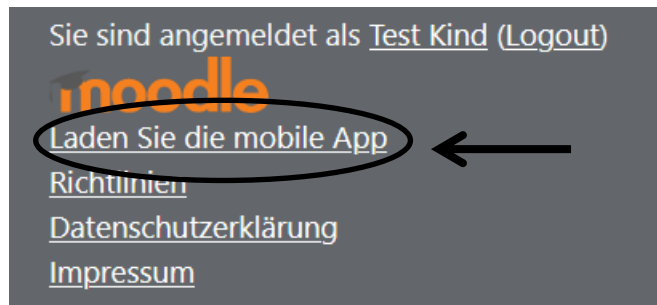 Sie sind angemeldet als Test Kind (Logout)
moodle
Laden Sie die mobile App
Richtlinien
Datenschutzerklärung
Impressum